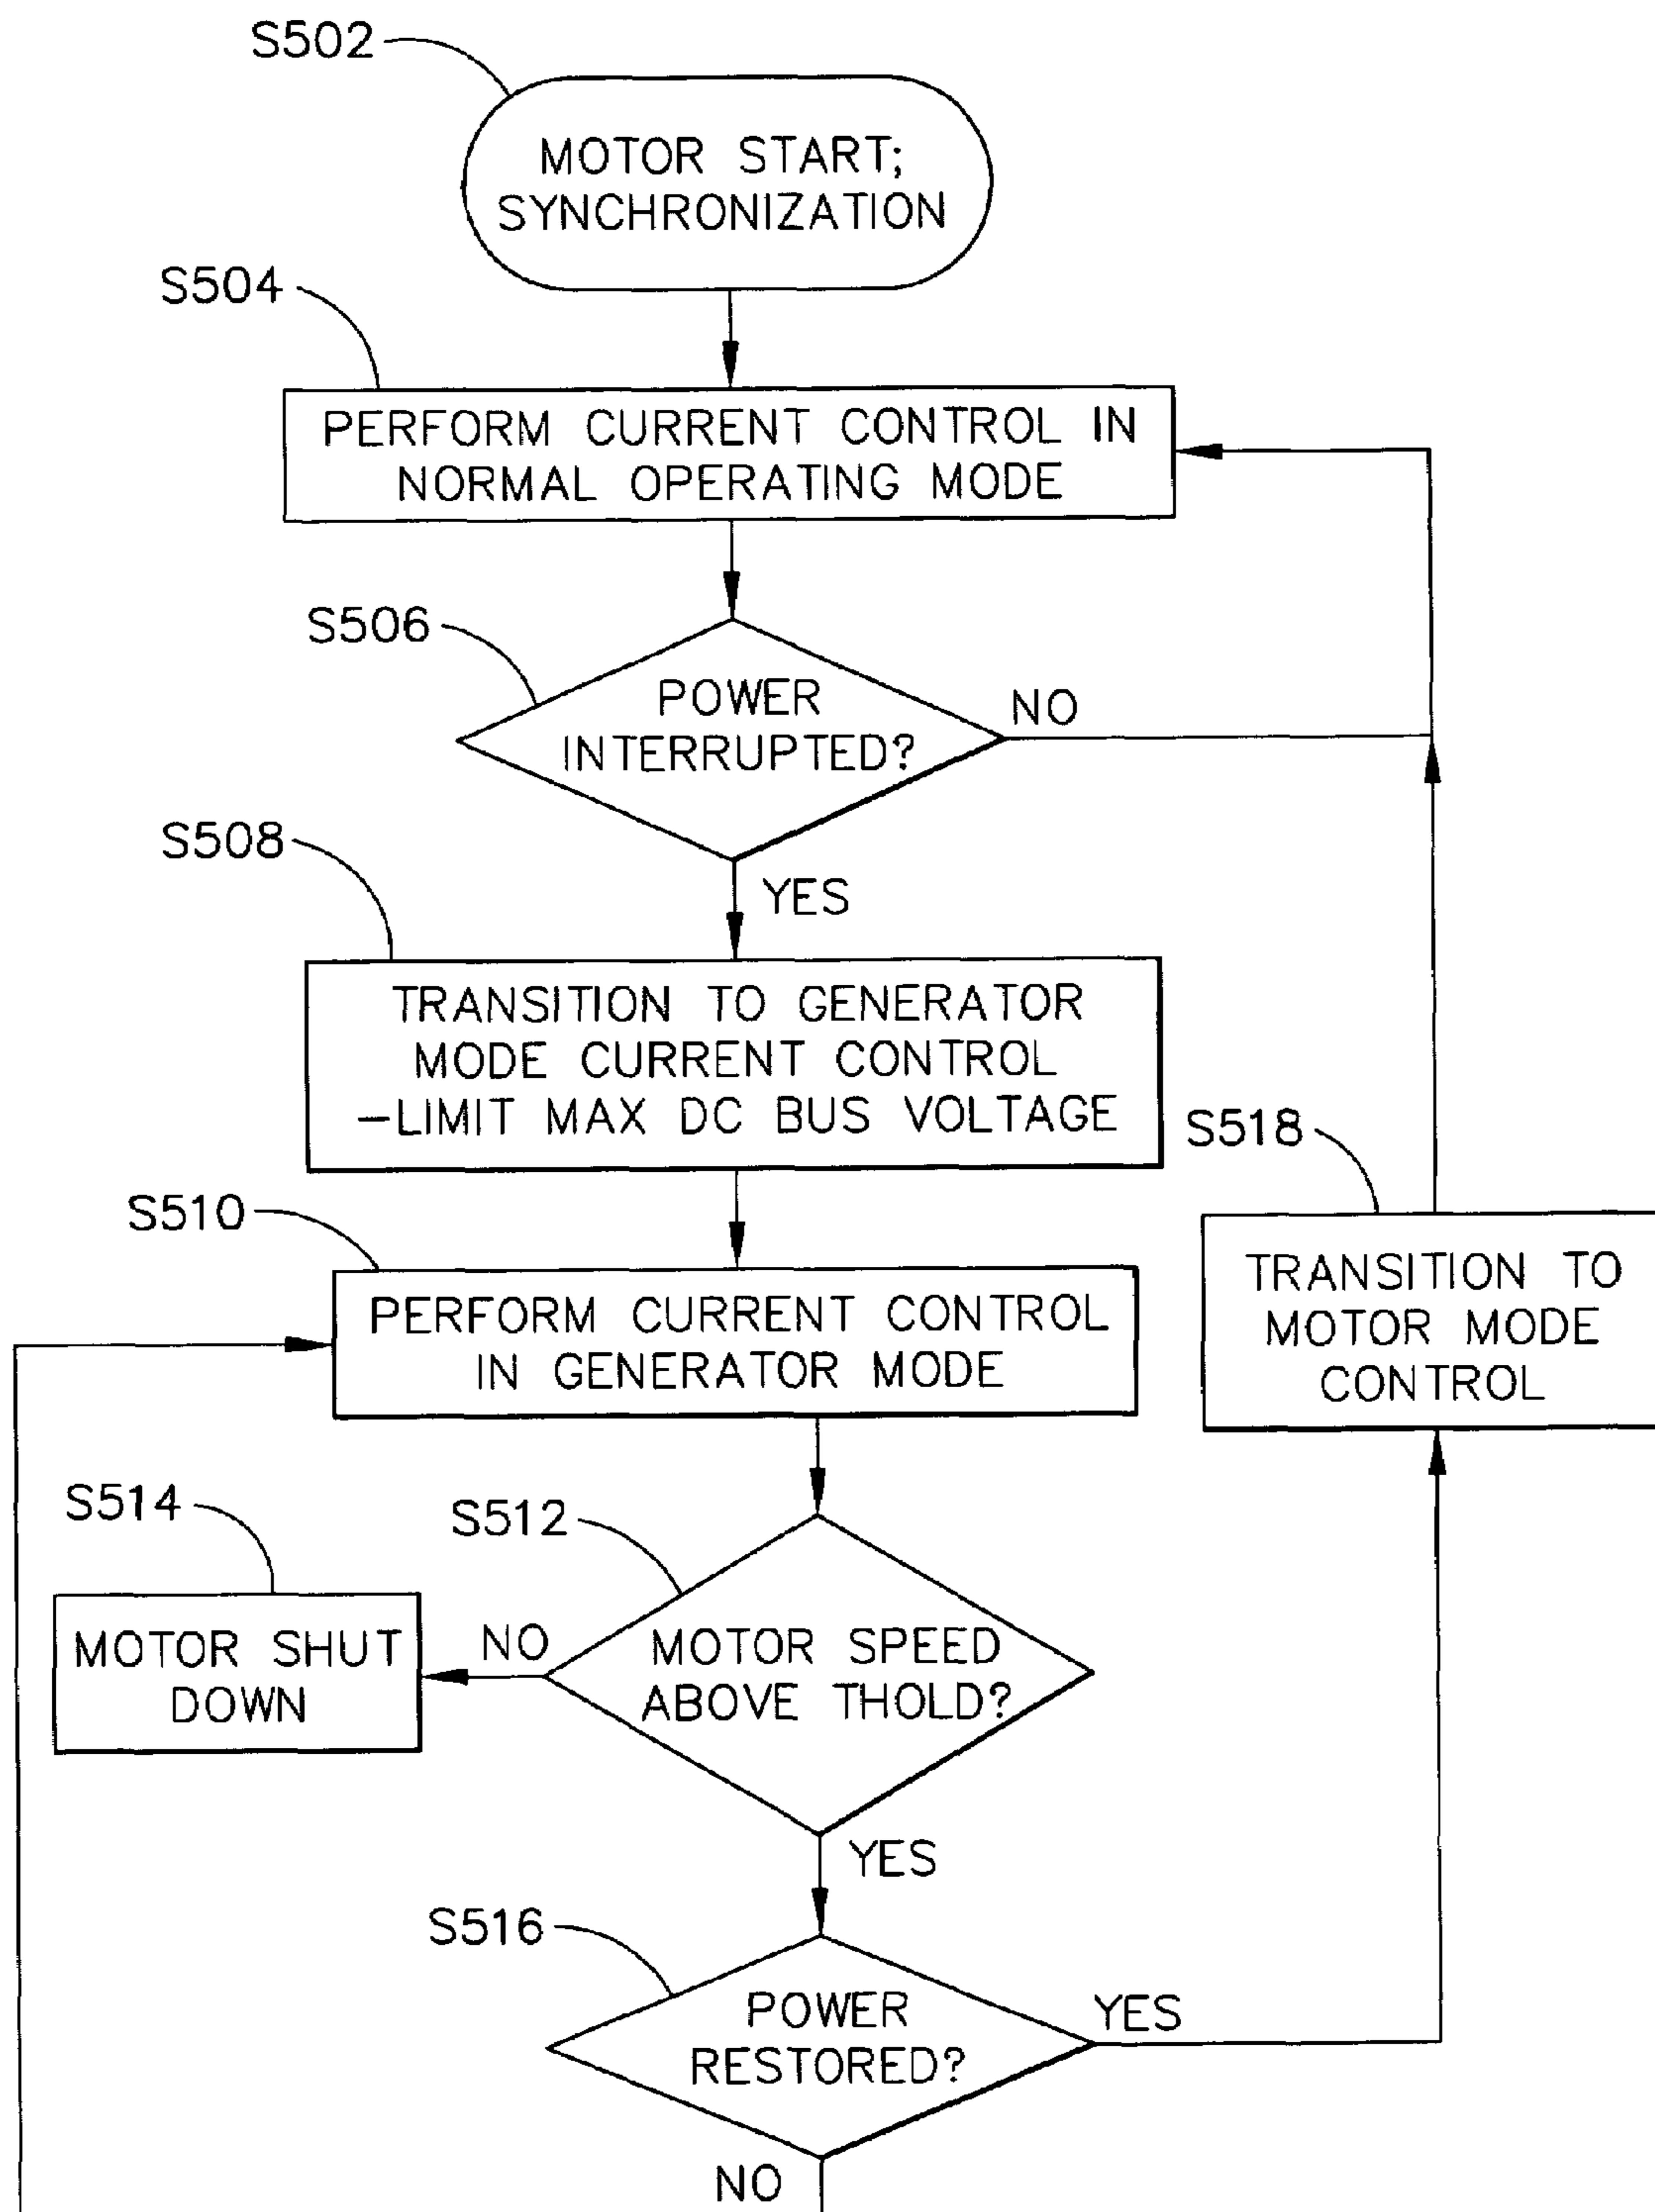 S502
MOTOR START;
SYNCHRONIZATION
S504
PERFORM CURRENT CONTROL IN
NORMAL OPERATING MODE
S506
POWER
INTERRUPTED?
NO
YES
S508
TRANSITION TO GENERATOR
MODE CURRENT CONTROL
-LIMIT MAX DC BUS VOLTAGE
S510
PERFORM CURRENT CONTROL
IN GENERATOR MODE
S518
TRANSITION TO
MOTOR MODE
CONTROL
S512
MOTOR SPEED
ABOVE THOLD?
NO
S514
MOTOR SHUT
DOWN
YES
S516
POWER
RESTORED?
YES
NO